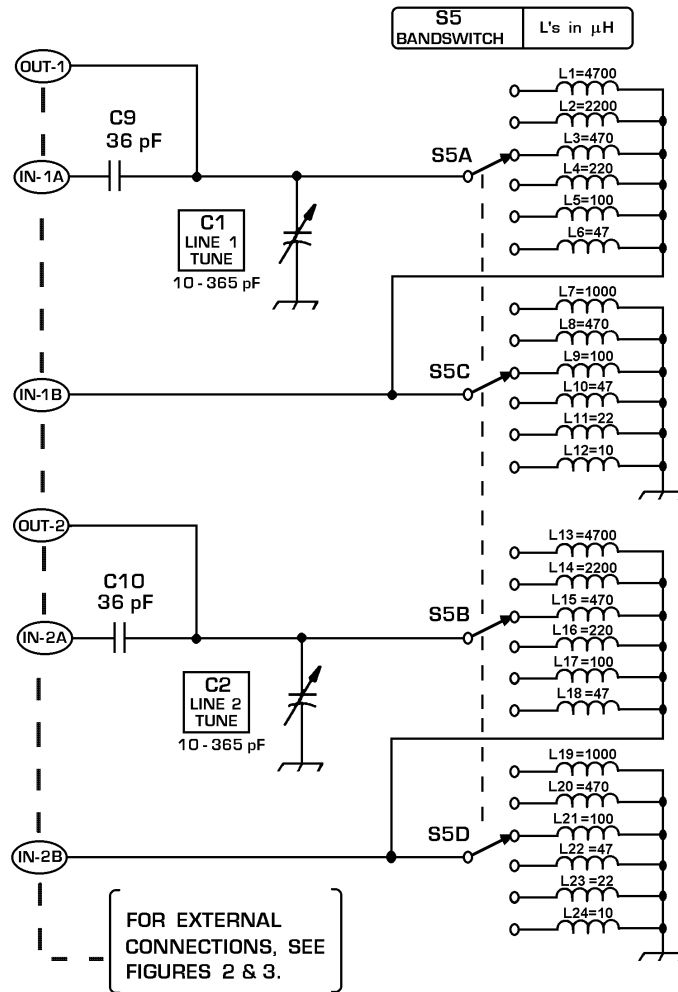 S5
BANDSWITCH
L's in µH
OUT-1
C9
36 pF
IN-1A
C1
LINE 1
TUNE
10-365 pF
S5A
L1=4700
L2=2200
L3=470
L4=220
L5=100
L6=47
IN-1B
S5C
L7=1000
L8=470
L9=100
L10=47
L11=22
L12=10
OUT-2
C10
36 pF
IN-2A
C2
LINE 2
TUNE
10-365 pF
S5B
L13=4700
L14=2200
L15=470
L16=220
L17=100
L18=47
IN-2B
S5D
L19=1000
L20=470
L21=100
L22=47
L23=22
L24=10
FOR EXTERNAL
CONNECTIONS, SEE
FIGURES 2 & 3.